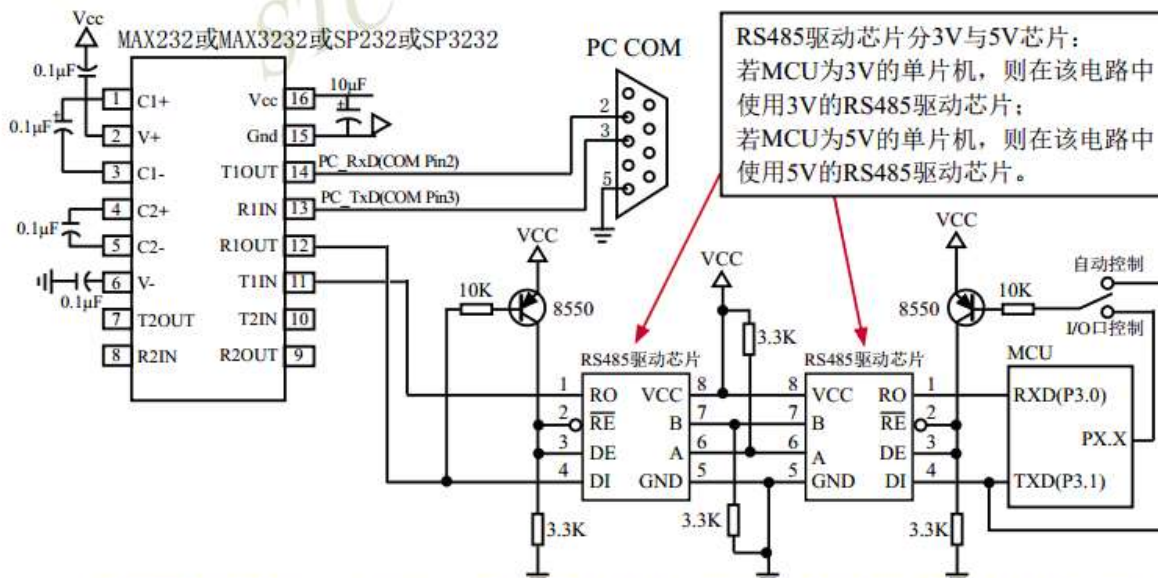 STC
Vcc
MAX232或MAX3232或SP232或SP3232
0.1μF
0.1μF
0.1μF
0.1μF
1 C1+
2 V+
3 C1-
4 C2+
5 C2-
6 V-
7 T2OUT
8 R2IN
Vcc 16
Gnd 15
T1OUT 14
R1IN 13
R1OUT 12
T1IN 11
T2IN 10
R2OUT 9
10μF
PC_RxD(COM Pin2)
PC_TxD(COM Pin3)
PC COM
2
3
5
RS485驱动芯片分3V与5V芯片:
若MCU为3V的单片机，则在该电路中
使用3V的RS485驱动芯片;
若MCU为5V的单片机，则在该电路中
使用5V的RS485驱动芯片。
VCC
10K
8550
3.3K
RS485驱动芯片
1 RO
2 RE
3 DE
4 DI
VCC 8
B 7
A 6
GND 5
VCC
3.3K
3.3K
RS485驱动芯片
8 VCC
7 B
6 A
5 GND
RO 1
RE 2
DE 3
DI 4
VCC
8550
10K
3.3K
自动控制
I/O口控制
MCU
RXD(P3.0)
PX.X
TXD(P3.1)